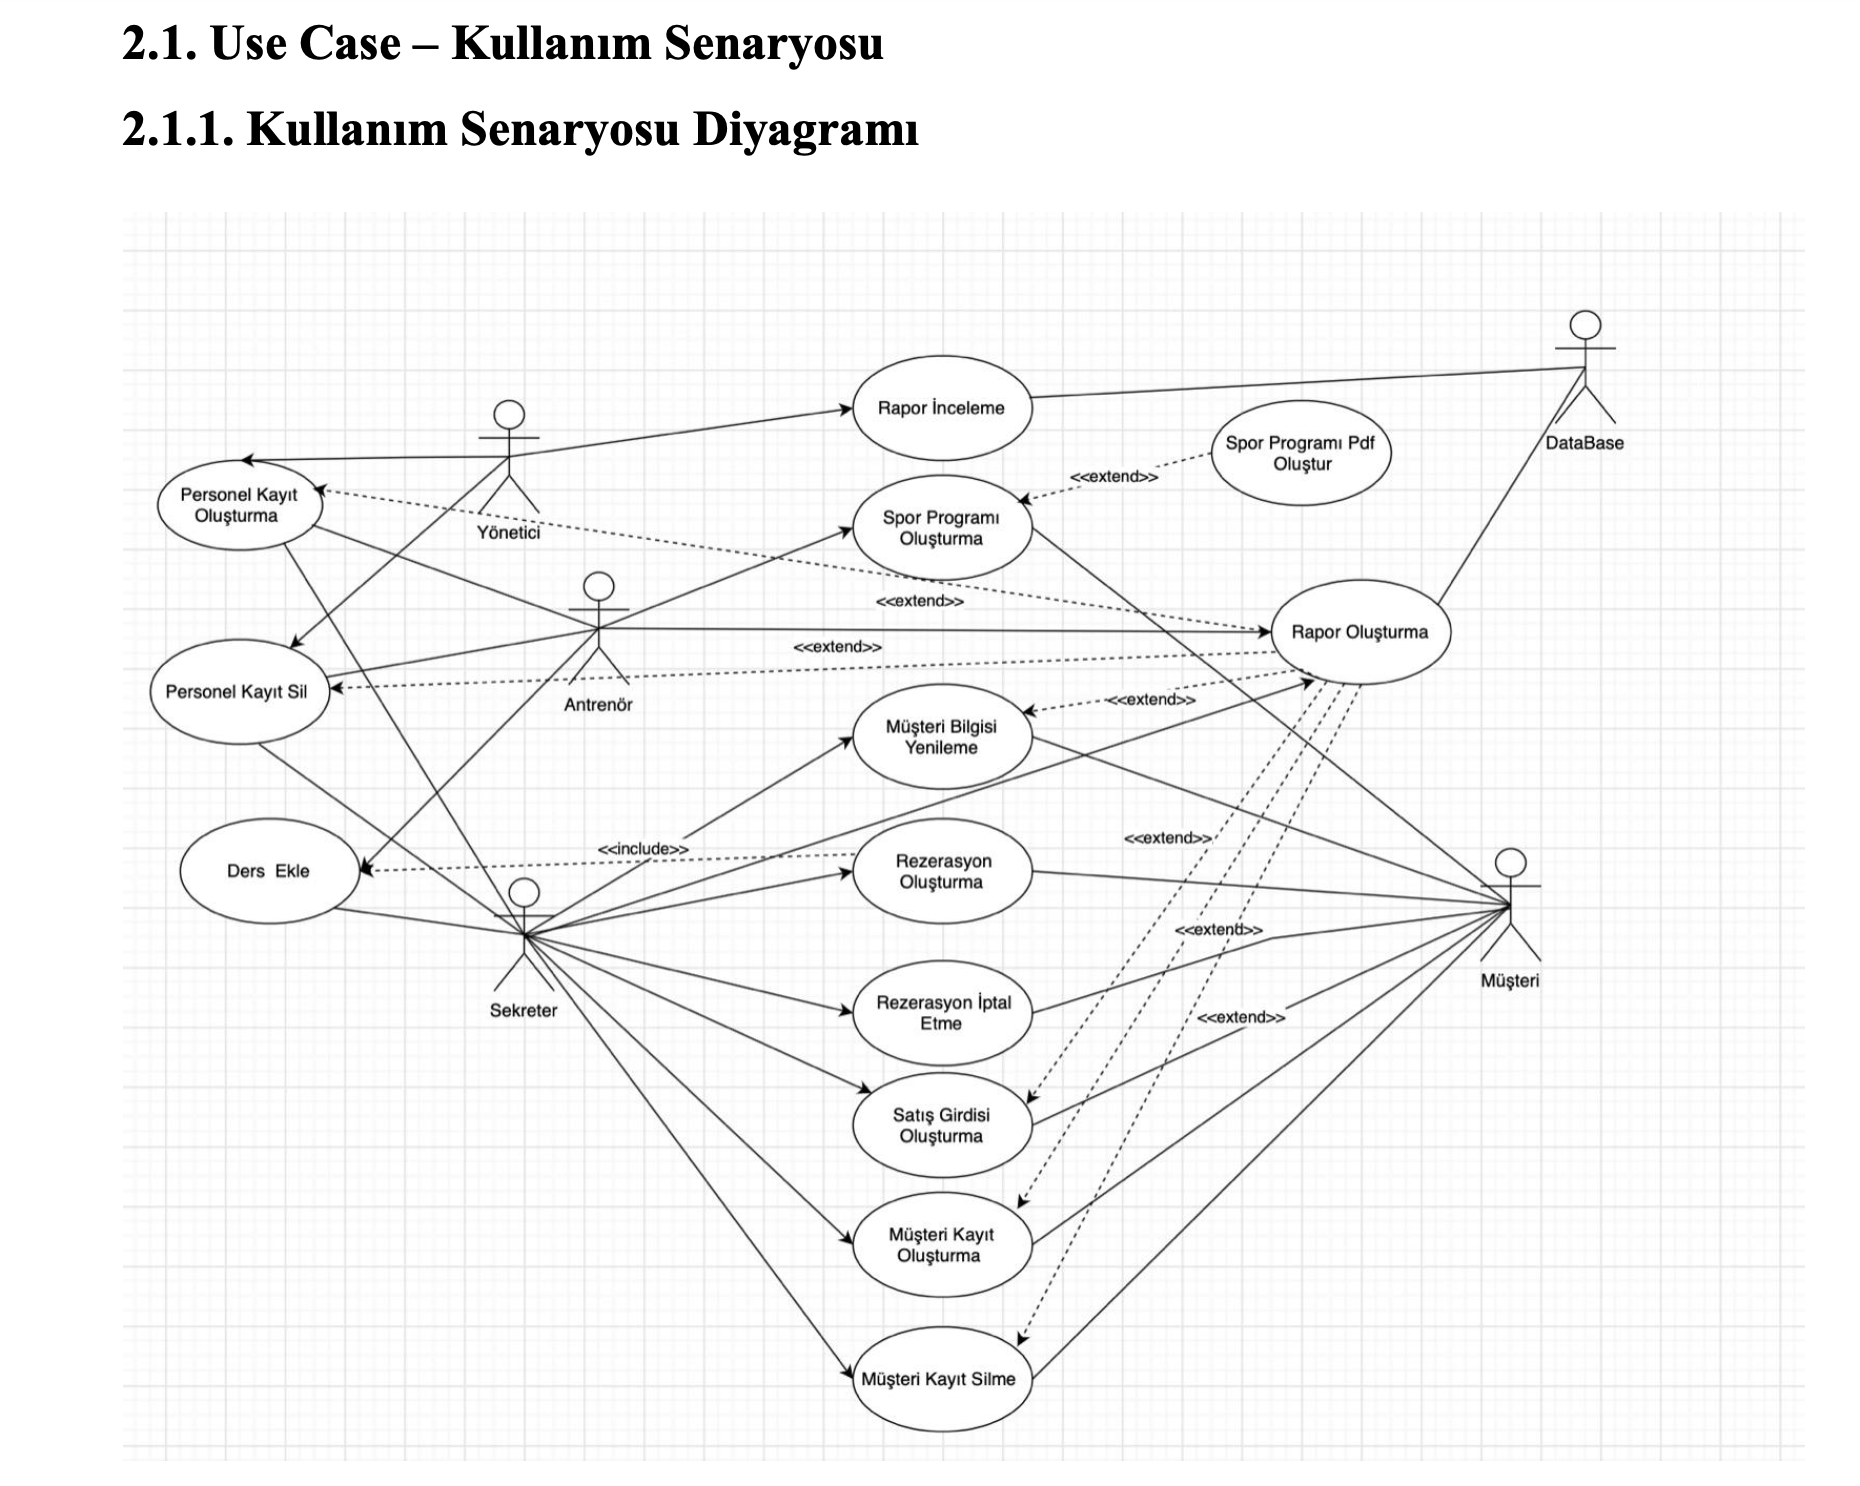 2.1. Use Case – Kullanım Senaryosu
2.1.1. Kullanım Senaryosu Diyagramı
Rapor İnceleme
DataBase
Spor Programı Pdf
Oluştur
<<extend>>
Personel Kayıt
Oluşturma
Yönetici
Spor Programı
Oluşturma
<<extend>>
Rapor Oluşturma
<<extend>>
Personel Kayıt Sil
Antrenör
<<extend>>
Müşteri Bilgisi
Yenileme
<<extend>>
<<include>>
Ders Ekle
Rezerasyon
Oluşturma
<<extend>>
Müşteri
Sekreter
Rezerasyon İptal
Etme
<<extend>>
Satış Girdisi
Oluşturma
Müşteri Kayıt
Oluşturma
Müşteri Kayıt Silme